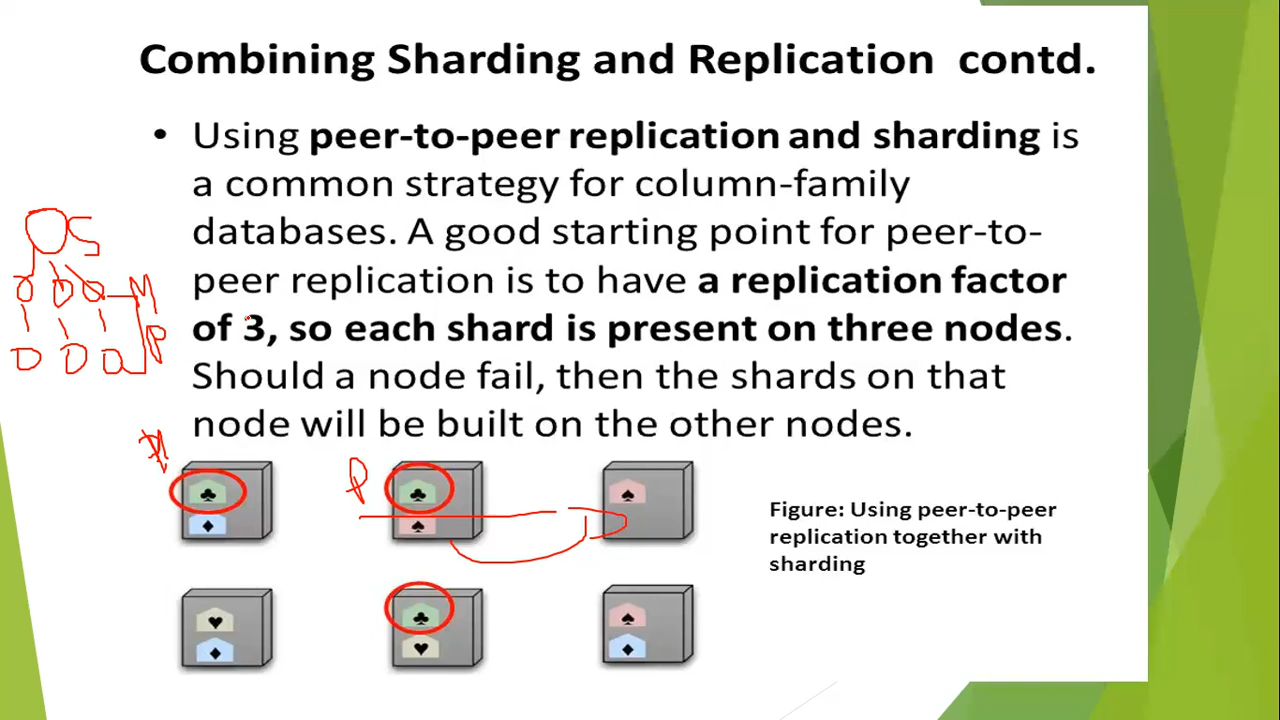 Combining Sharding and Replication contd.
• Using peer-to-peer replication and sharding is
a common strategy for column-family
databases. A good starting point for peer-to-
peer replication is to have a replication factor
of 3, so each shard is present on three nodes.
Should a node fail, then the shards on that
node will be built on the other nodes.
S
M
P
P
Figure: Using peer-to-peer
replication together with
sharding